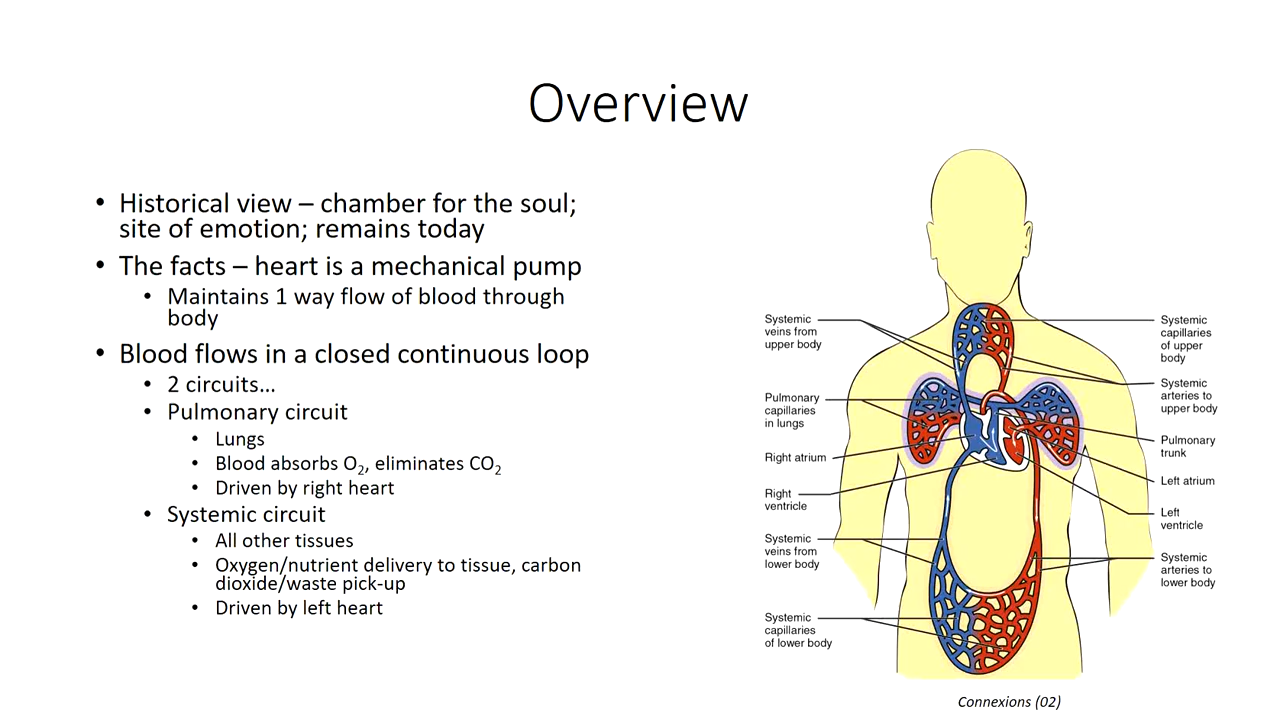 Overview
• Historical view – chamber for the soul;
site of emotion; remains today
• The facts – heart is a mechanical pump
• Maintains 1 way flow of blood through
body
• Blood flows in a closed continuous loop
• 2 circuits…
• Pulmonary circuit
• Lungs
• Blood absorbs O₂, eliminates CO₂
• Driven by right heart
• Systemic circuit
• All other tissues
• Oxygen/nutrient delivery to tissue, carbon
dioxide/waste pick-up
• Driven by left heart
Systemic
veins from
upper body
Pulmonary
capillaries
in lungs
Right atrium
Right
ventricle
Systemic
veins from
lower body
Systemic
capillaries
of lower body
Systemic
capillaries
of upper
body
Systemic
arteries to
upper body
Pulmonary
trunk
Left atrium
Left
ventricle
Systemic
arteries to
lower body
Connexions (02)